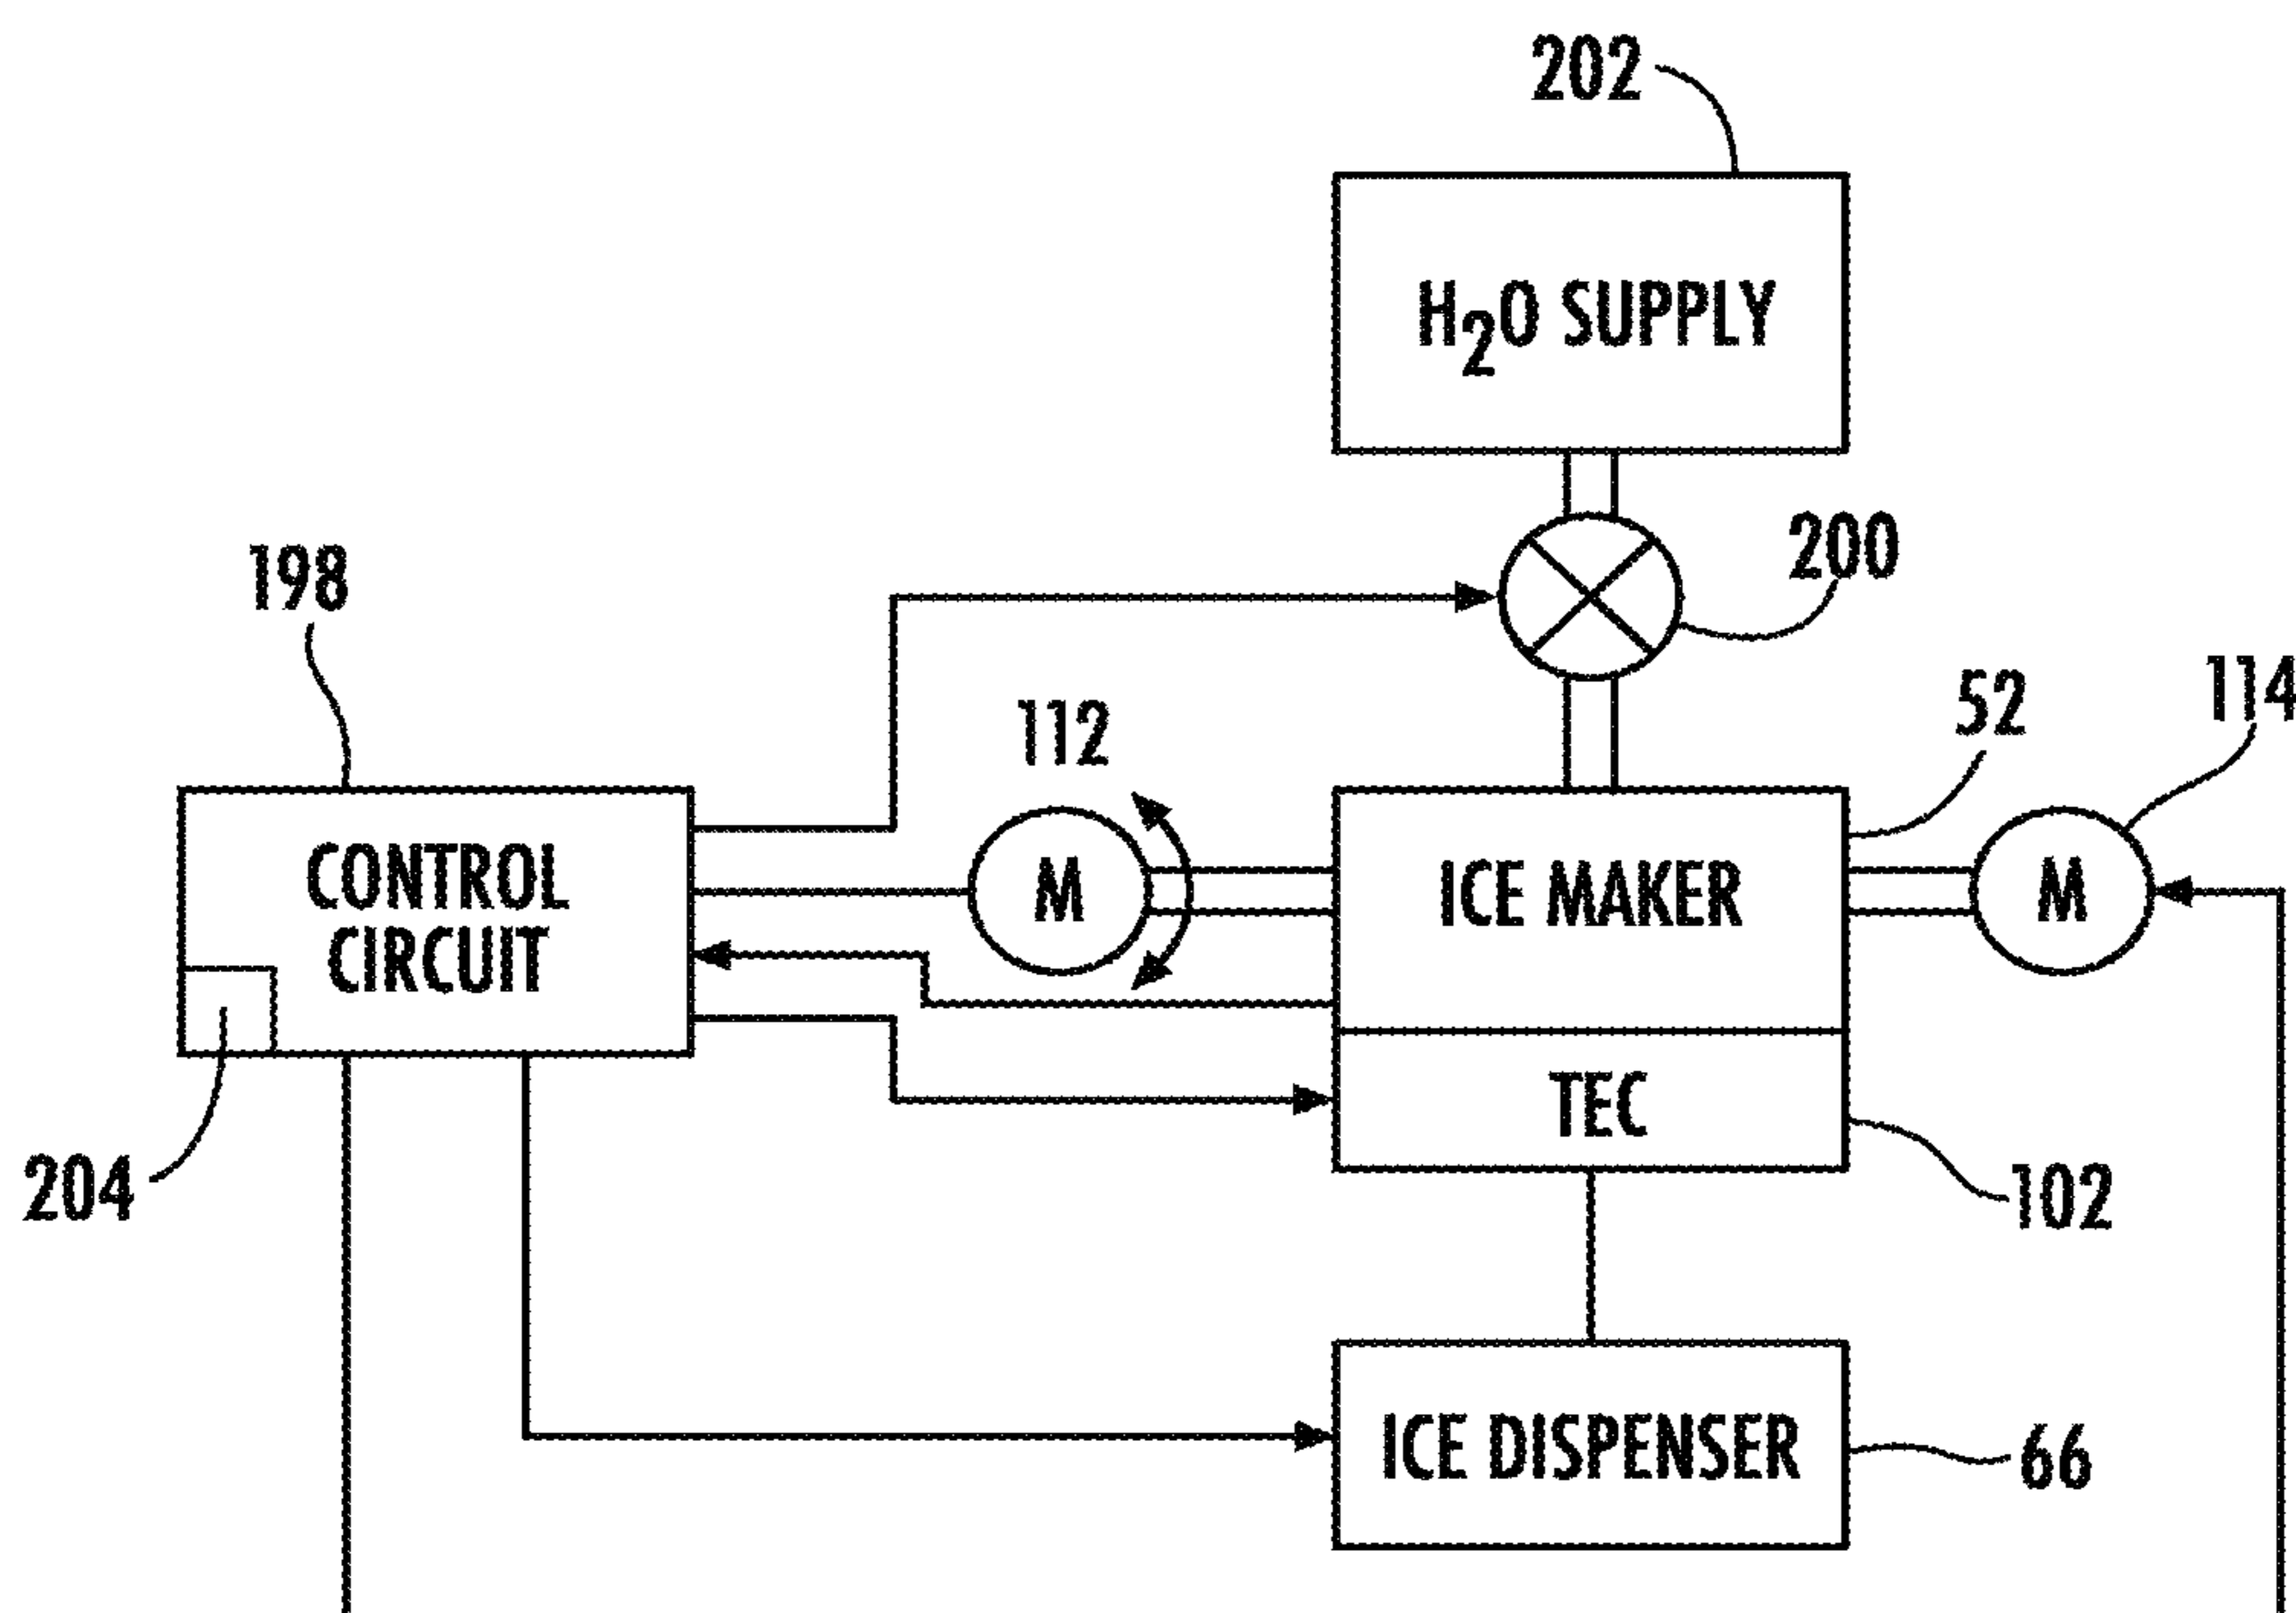 202
H₂O SUPPLY
200
198
112
52
114
CONTROL
CIRCUIT
M
ICE MAKER
M
TEC
204
102
ICE DISPENSER
66